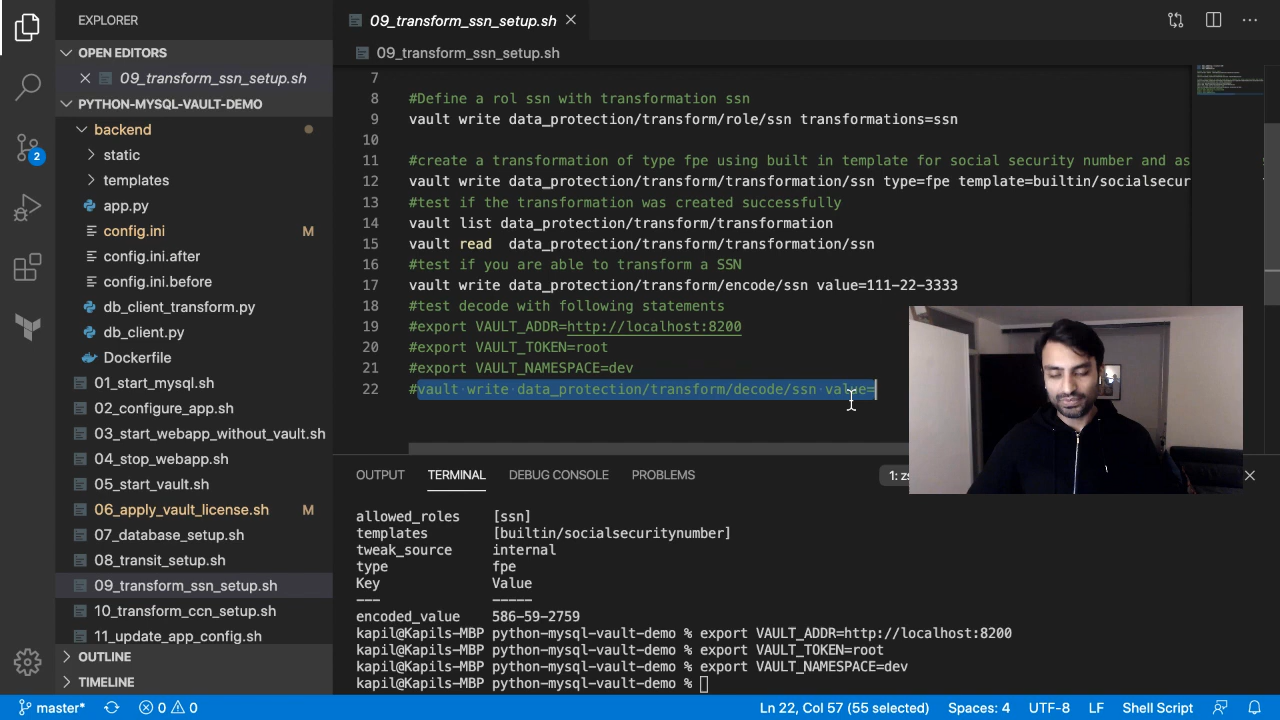 EXPLORER
OPEN EDITORS
09_transform_ssn_setup.sh
PYTHON-MYSQL-VAULT-DEMO
backend
static
templates
app.py
config.ini M
config.ini.after
config.ini.before
db_client_transform.py
db_client.py
Dockerfile
01_start_mysql.sh
02_configure_app.sh
03_start_webapp_without_vault.sh
04_stop_webapp.sh
05_start_vault.sh
06_apply_vault_license.sh M
07_database_setup.sh
08_transit_setup.sh
09_transform_ssn_setup.sh
10_transform_ccn_setup.sh
11_update_app_config.sh
OUTLINE
TIMELINE
2
09_transform_ssn_setup.sh
09_transform_ssn_setup.sh
7
8 #Define a rol ssn with transformation ssn
9 vault write data_protection/transform/role/ssn transformations=ssn
10
11 #create a transformation of type fpe using built in template for social security number and as
12 vault write data_protection/transform/transformation/ssn type=fpe template=builtin/socialsecur
13 #test if the transformation was created successfully
14 vault list data_protection/transform/transformation
15 vault read data_protection/transform/transformation/ssn
16 #test if you are able to transform a SSN
17 vault write data_protection/transform/encode/ssn value=111-22-3333
18 #test decode with following statements
19 #export VAULT_ADDR=http://localhost:8200
20 #export VAULT_TOKEN=root
21 #export VAULT_NAMESPACE=dev
22 #vault write data_protection/transform/decode/ssn value=
OUTPUT TERMINAL DEBUG CONSOLE PROBLEMS 1: zs
allowed_roles [ssn]
templates [builtin/socialsecuritynumber]
tweak_source internal
type fpe
Key Value
--- -----
encoded_value 586-59-2759
kapil@Kapils-MBP python-mysql-vault-demo % export VAULT_ADDR=http://localhost:8200
kapil@Kapils-MBP python-mysql-vault-demo % export VAULT_TOKEN=root
kapil@Kapils-MBP python-mysql-vault-demo % export VAULT_NAMESPACE=dev
kapil@Kapils-MBP python-mysql-vault-demo %
master* 0 0 Ln 22, Col 57 (55 selected) Spaces: 4 UTF-8 LF Shell Script